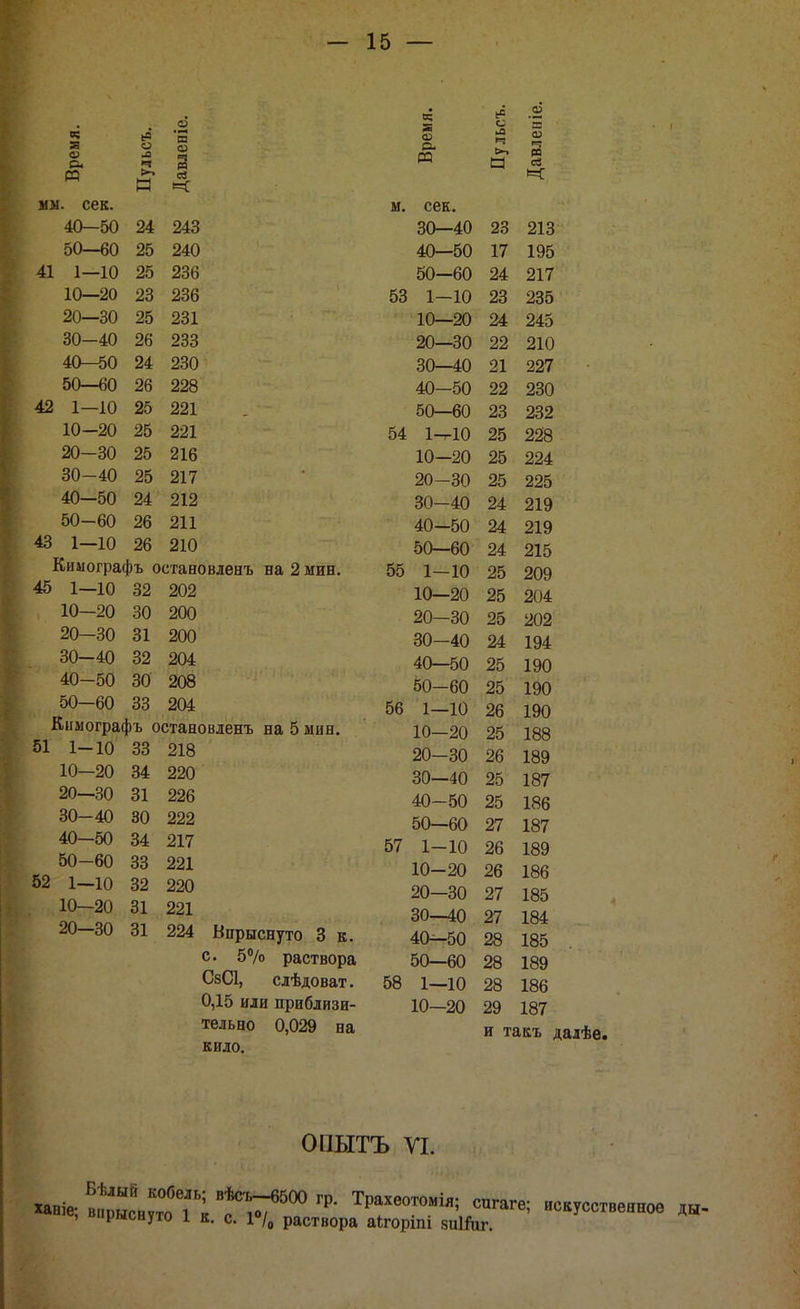 — 15 —
Время. Пульсъ. Давленіе.
мм. сек.
40—50 24 243
50—60 25 240
41 1—10 25 236
10—20 23 236
20—30 25 231
30—40 26 233
40—50 24 230
50—60 26 228
42 1—10 25 221
10—20 25 221
20—30 25 216
30—40 25 217
40—50 24 212
50—60 26 211
43 1—10 26 210
Кимографъ остановленъ на 2 мин.
45 1—10 32 202
10—20 30 200
20—30 31 200
30—40 32 204
40—50 30 208
50—60 33 204
Кимографъ остановленъ на 5 мин.
51 1—10 33 218
10—20 34 220
20—30 31 226
30—40 30 222
40—50 34 217
50—60 33 221
52 1—10 32 220
10—20 31 221
20—30 31 224 Впрыснуто 3 к.
с. 5% раствора
CsCl, слѣдоват.
0,15 или приблизи-
тельно 0,029 на
кило.
Время. Пульсъ. Давленіе.
м. сек.
30—40 23 213
40—50 17 195
50—60 24 217
53 1—10 23 235
10—20 24 245
20—30 22 210
30—40 21 227
40—50 22 230
50—60 23 232
54 1—10 25 228
10—20 25 224
20—30 25 225
30—40 24 219
40—50 24 219
50—60 24 215
55 1—10 25 209
10—20 25 204
20—30 25 202
30—40 24 194
40—50 25 190
50—60 25 190
56 1—10 26 190
10—20 25 188
20—30 26 189
30—40 25 187
40—50 25 186
50—60 27 187
57 1—10 26 189
10—20 26 186
20—30 27 185
30—40 27 184
40—50 28 185
50—60 28 189
58 1—10 28 186
10—20 29 187
и такъ далѣе.
ОПЫТЪ VI.
Бѣлый кобель; вѣсъ—6500 гр. Трахеотомія; curare; искусственное ды-
ханіе; впрыснуто 1 к. с. 1% раствора atropini sulfur.